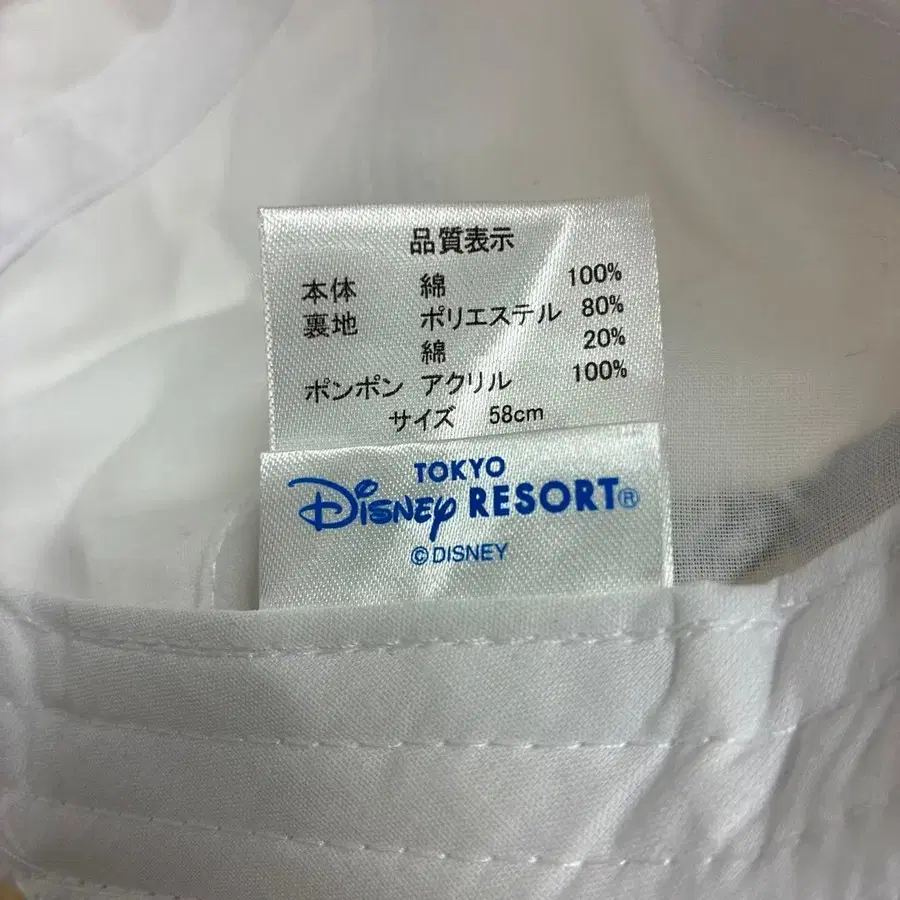 品質表示
本体 綿 100%
裏地 ポリエステル 80%
綿 20%
ポンポン アクリル 100%
サイズ 58cm
TOKYO
Disney RESORT®
©DISNEY